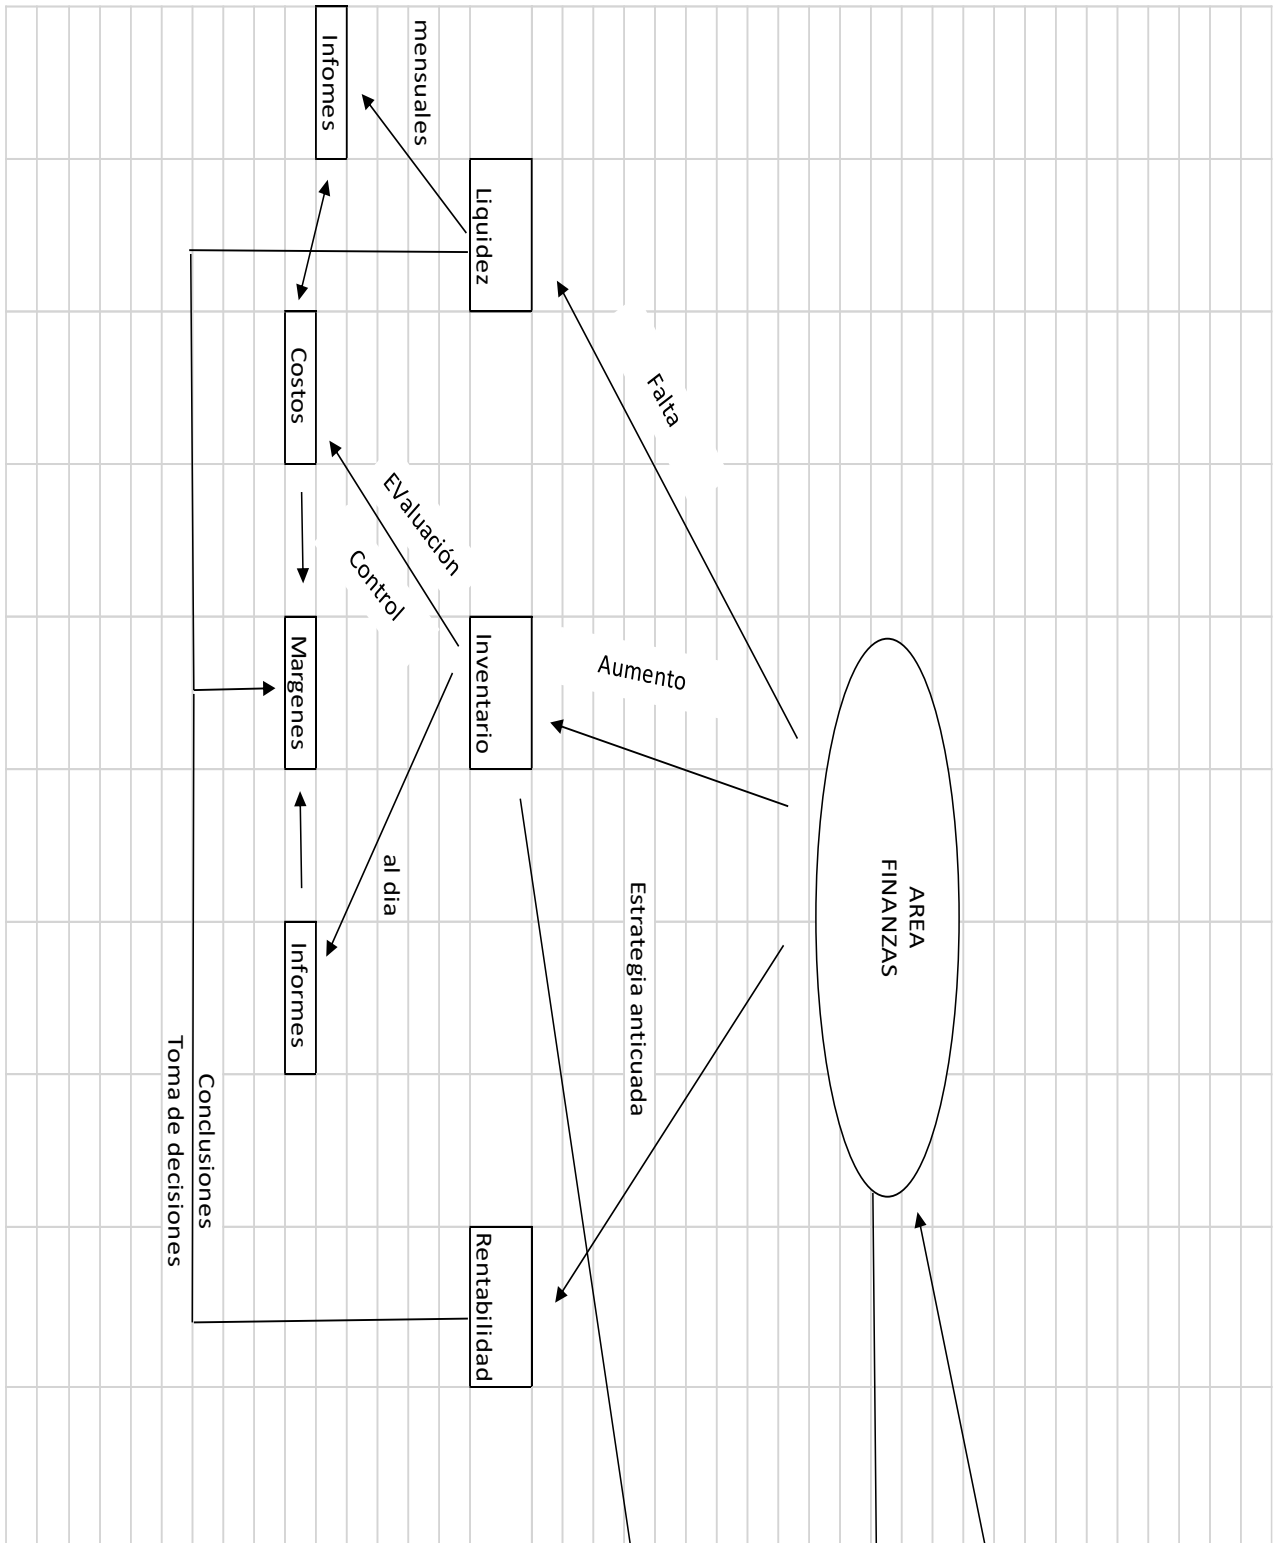 AREA
FINANZAS
Falta
Aumento
Estrategia anticuada
Liquidez
Inventario
Rentabilidad
mensuales
EValuación
Control
al dia
Infomes
Costos
Margenes
Informes
Conclusiones
Toma de decisiones